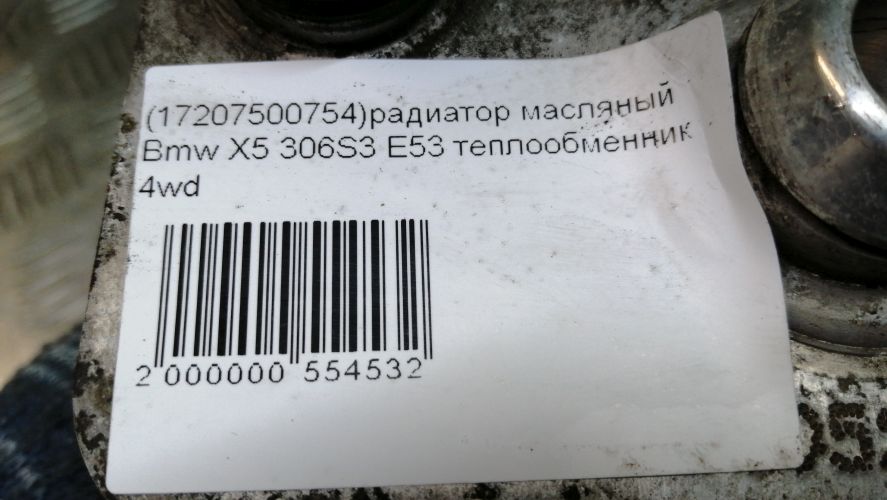 (17207500754)радиатор масляный
Bmw X5 306S3 E53 теплообменник
4wd
2 000000 554532